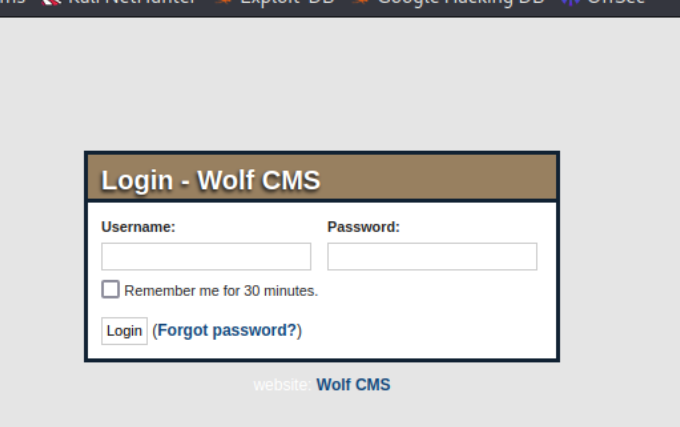 Kali NetHunter Exploit-DB Google Hacking DB OffSec
Login - Wolf CMS
Username: Password:
Remember me for 30 minutes.
Login (Forgot password?)
website: Wolf CMS